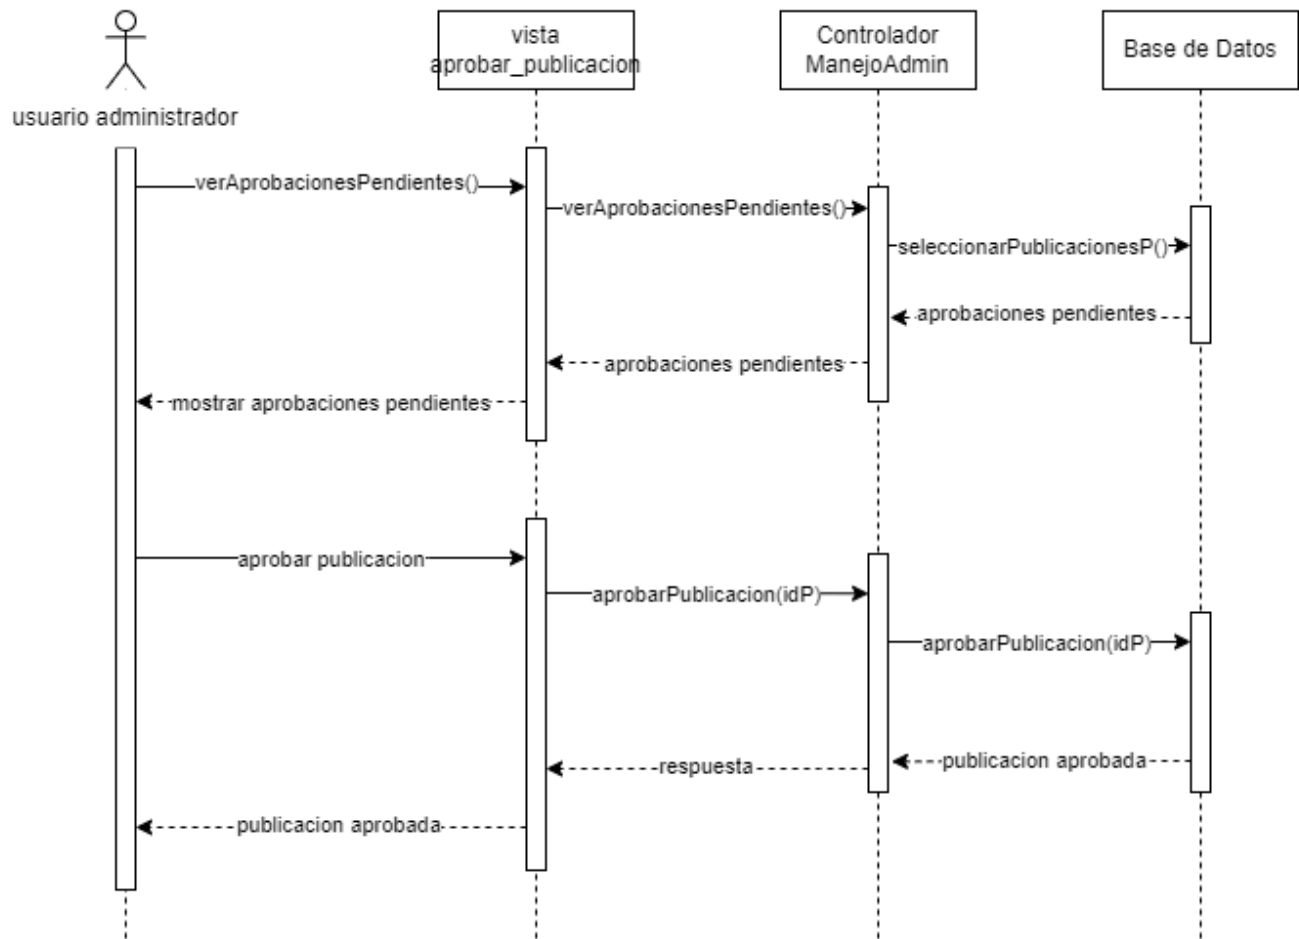 vista
aprobar_publicacion
Controlador
ManejoAdmin
Base de Datos
usuario administrador
verAprobacionesPendientes()
verAprobacionesPendientes()
seleccionarPublicacionesP()
aprobaciones pendientes
aprobaciones pendientes
mostrar aprobaciones pendientes
aprobar publicacion
aprobarPublicacion(idP)
aprobarPublicacion(idP)
publicacion aprobada
respuesta
publicacion aprobada